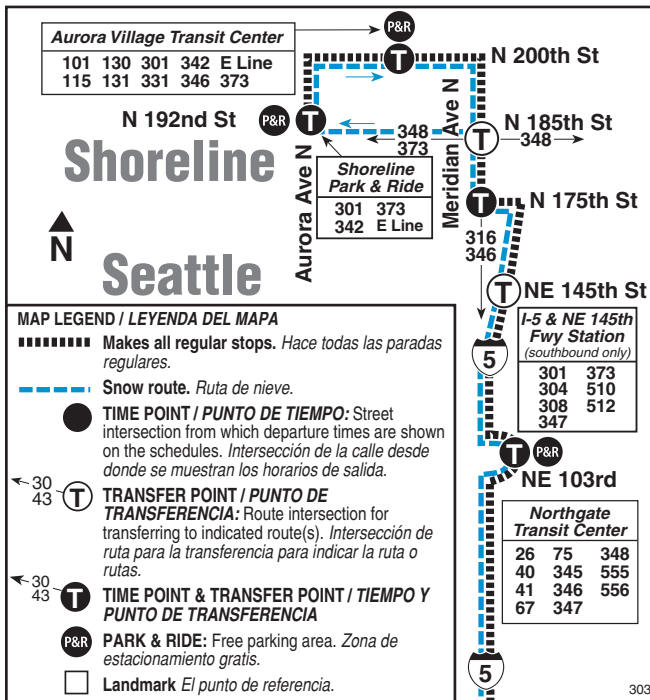 P&R
Aurora Village Transit Center
101 130 301 342 E Line
115 131 331 346 373
T
N 200th St
N 192nd St
P&R
T
348
373
T
N 185th St
348
Shoreline
Aurora Ave N
Shoreline
Park & Ride
301 373
342 E Line
Meridian Ave N
T
N 175th St
316
346
N
Seattle
T
NE 145th St
I-5 & NE 145th
Fwy Station
(southbound only)
301 373
304 510
308 512
347
5
T
P&R
NE 103rd
Northgate
Transit Center
26 75 348
40 345 555
41 346 556
67 347
5
MAP LEGEND / LEYENDA DEL MAPA
Makes all regular stops. Hace todas las paradas
regulares.
Snow route. Ruta de nieve.
TIME POINT / PUNTO DE TIEMPO: Street
intersection from which departure times are shown
on the schedules. Intersección de la calle desde
donde se muestran los horarios de salida.
30
43
T
TRANSFER POINT / PUNTO DE
TRANSFERENCIA: Route intersection for
transferring to indicated route(s). Intersección de
ruta para la transferencia para indicar la ruta o
rutas.
30
43
T
TIME POINT & TRANSFER POINT / TIEMPO Y
PUNTO DE TRANSFERENCIA
P&R
PARK & RIDE: Free parking area. Zona de
estacionamiento gratis.
Landmark El punto de referencia.
303